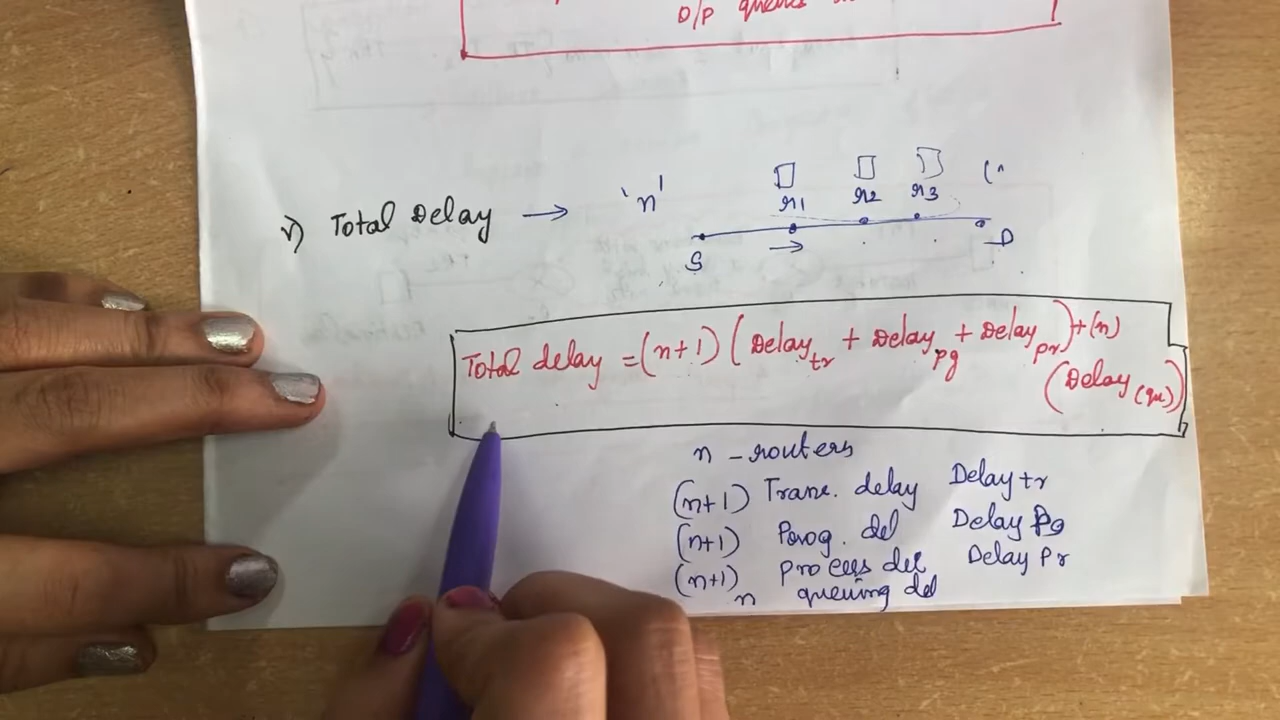 O/P queues
v) Total Delay → 'n'
r1 r2 r3
S D
Total delay = (n+1) (Delay tr + Delay pg + Delay pr) + (n)
(Delay (qu))
n - routers
(n+1) Trans. delay Delay tr
(n+1) Prog. del Delay Pg
(n+1) Process del Delay Pr
n queuing del